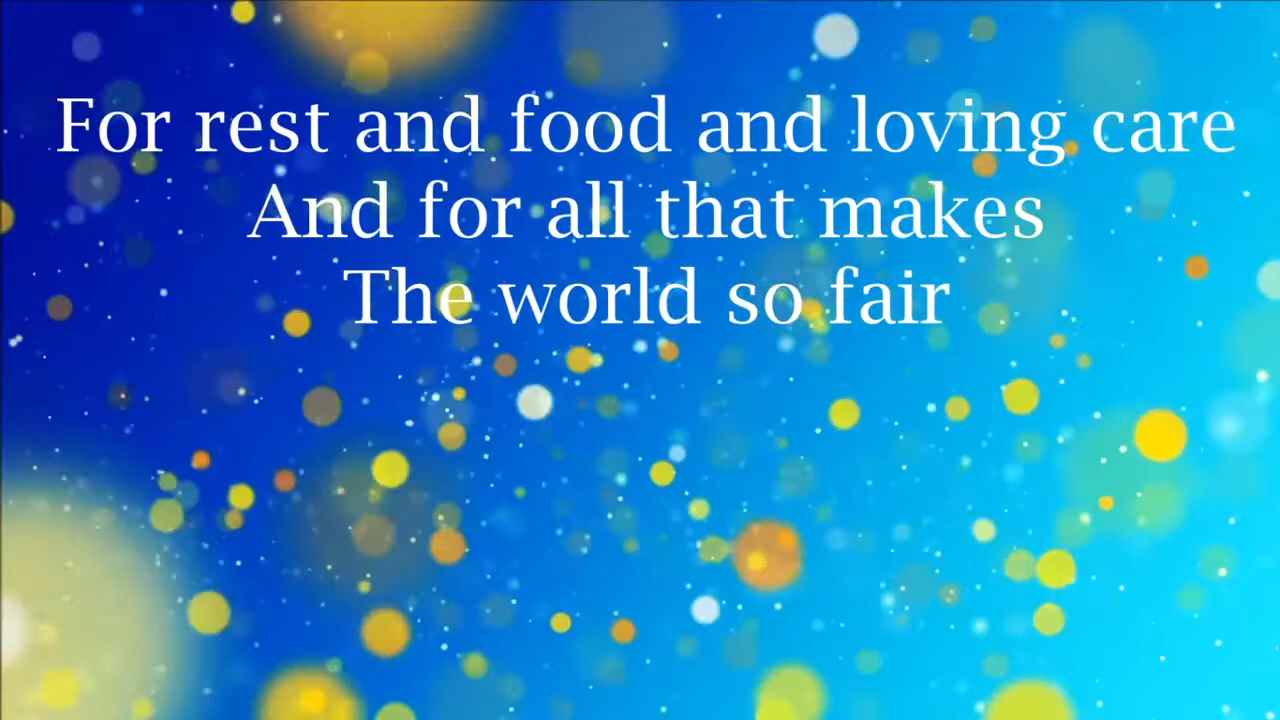 For rest and food and loving care
And for all that makes
The world so fair